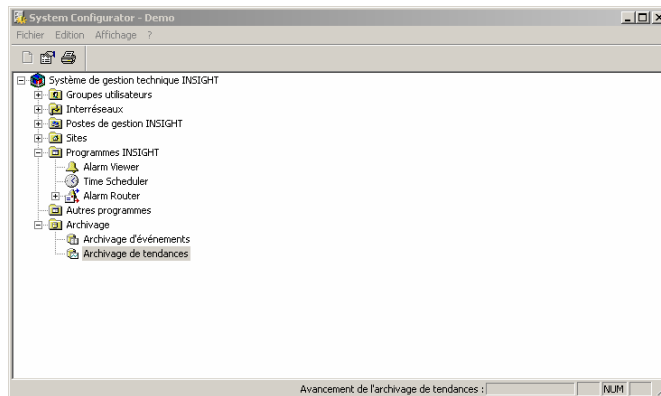 System Configurator - Demo
Fichier Edition Affichage ?
Système de gestion technique INSIGHT
Groupes utilisateurs
Interréseaux
Postes de gestion INSIGHT
Sites
Programmes INSIGHT
Alarm Viewer
Time Scheduler
Alarm Router
Autres programmes
Archivage
Archivage d'événements
Archivage de tendances
Avancement de l'archivage de tendances : NUM